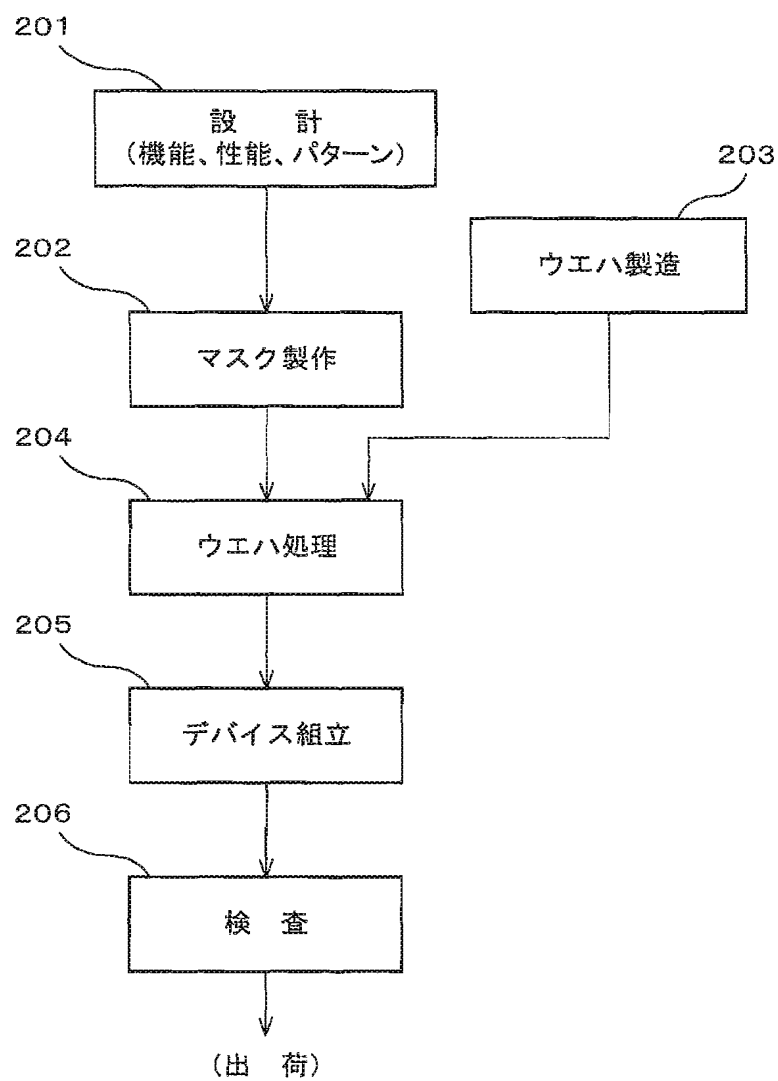 201
設　計
(機能、性能、パターン)
203
ウエハ製造
202
マスク製作
204
ウエハ処理
205
デバイス組立
206
検　査
(出　荷)